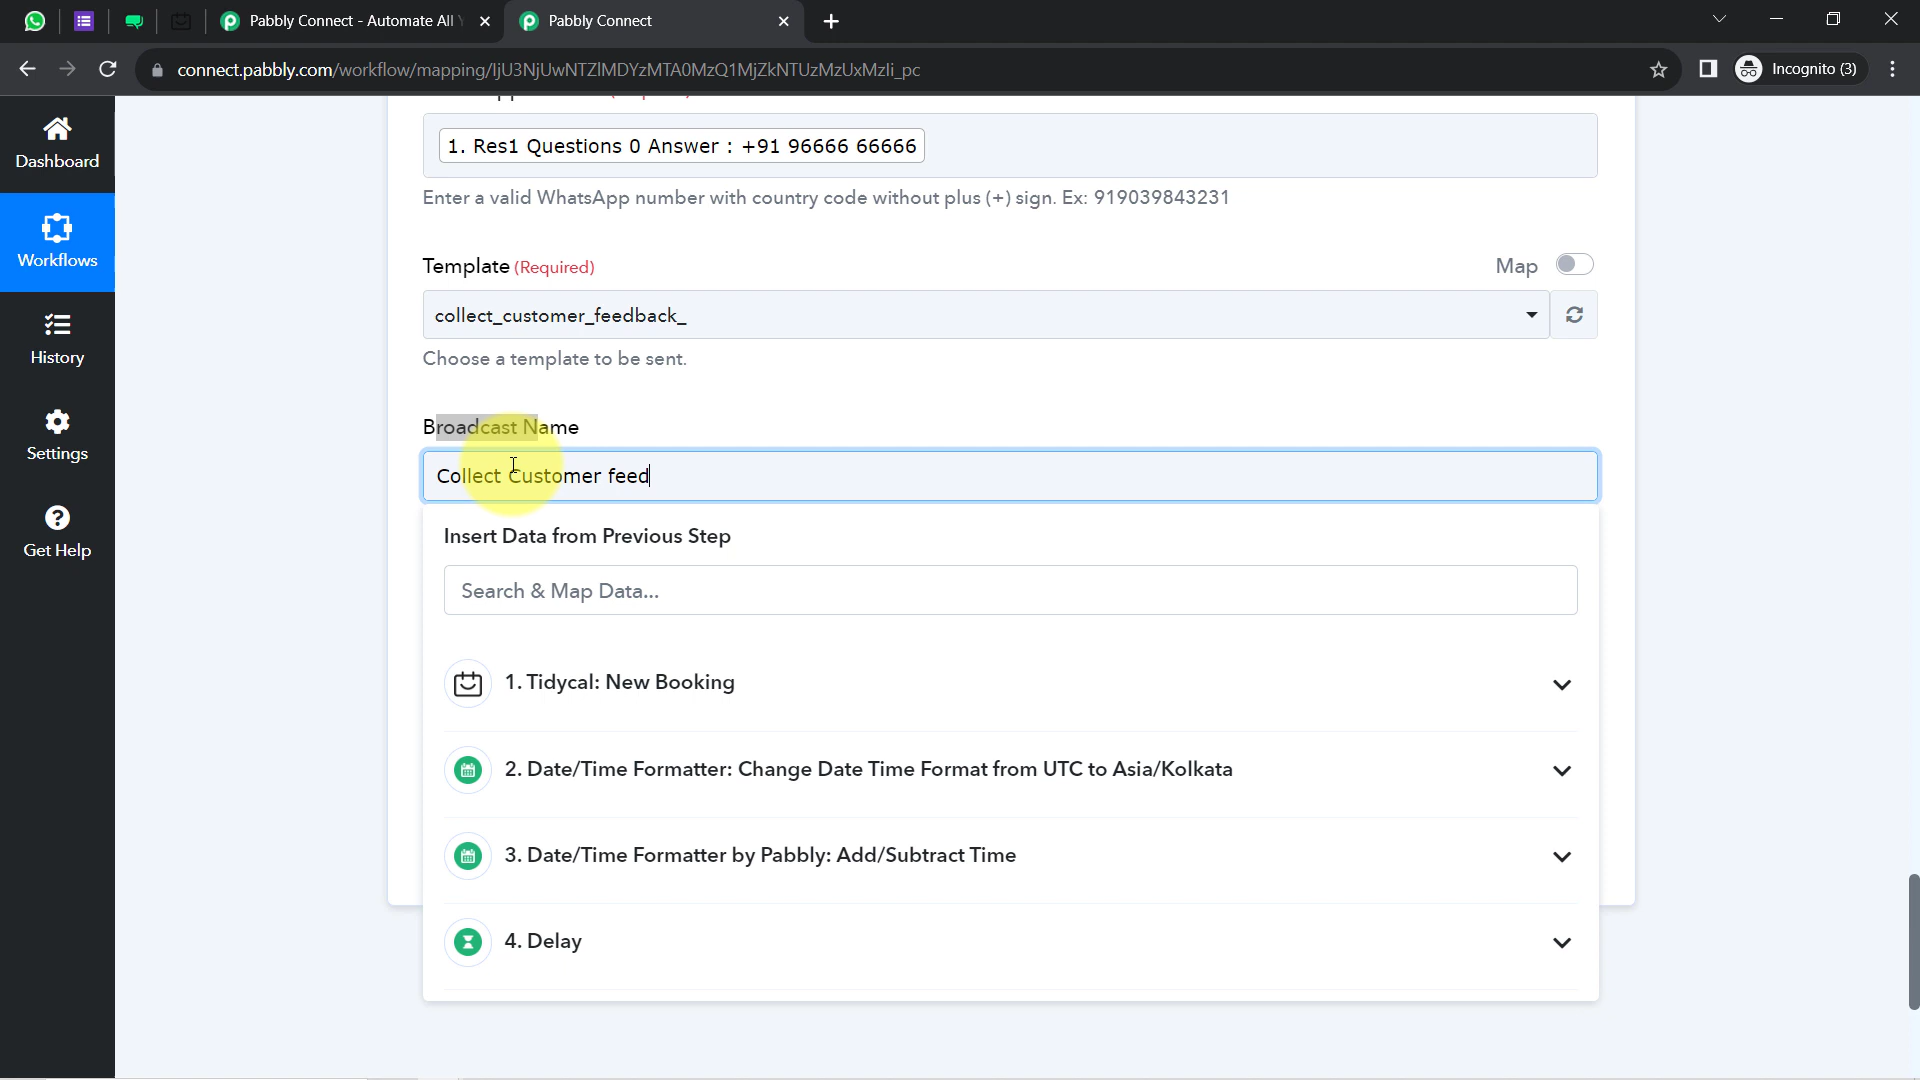 Pabbly Connect - Automate All
Pabbly Connect
connect.pabbly.com/workflow/mapping/IjU3NjUwNTZlMDYzMTA0MzQ1MjZkNTUzMzUxMzIi_pc
Incognito (3)
Dashboard
Workflows
History
Settings
Get Help
1. Res1 Questions 0 Answer : +91 96666 66666
Enter a valid WhatsApp number with country code without plus (+) sign. Ex: 919039843231
Template (Required)
Map
collect_customer_feedback_
Choose a template to be sent.
Broadcast Name
Collect Customer feed
Insert Data from Previous Step
Search & Map Data...
1. Tidycal: New Booking
2. Date/Time Formatter: Change Date Time Format from UTC to Asia/Kolkata
3. Date/Time Formatter by Pabbly: Add/Subtract Time
4. Delay